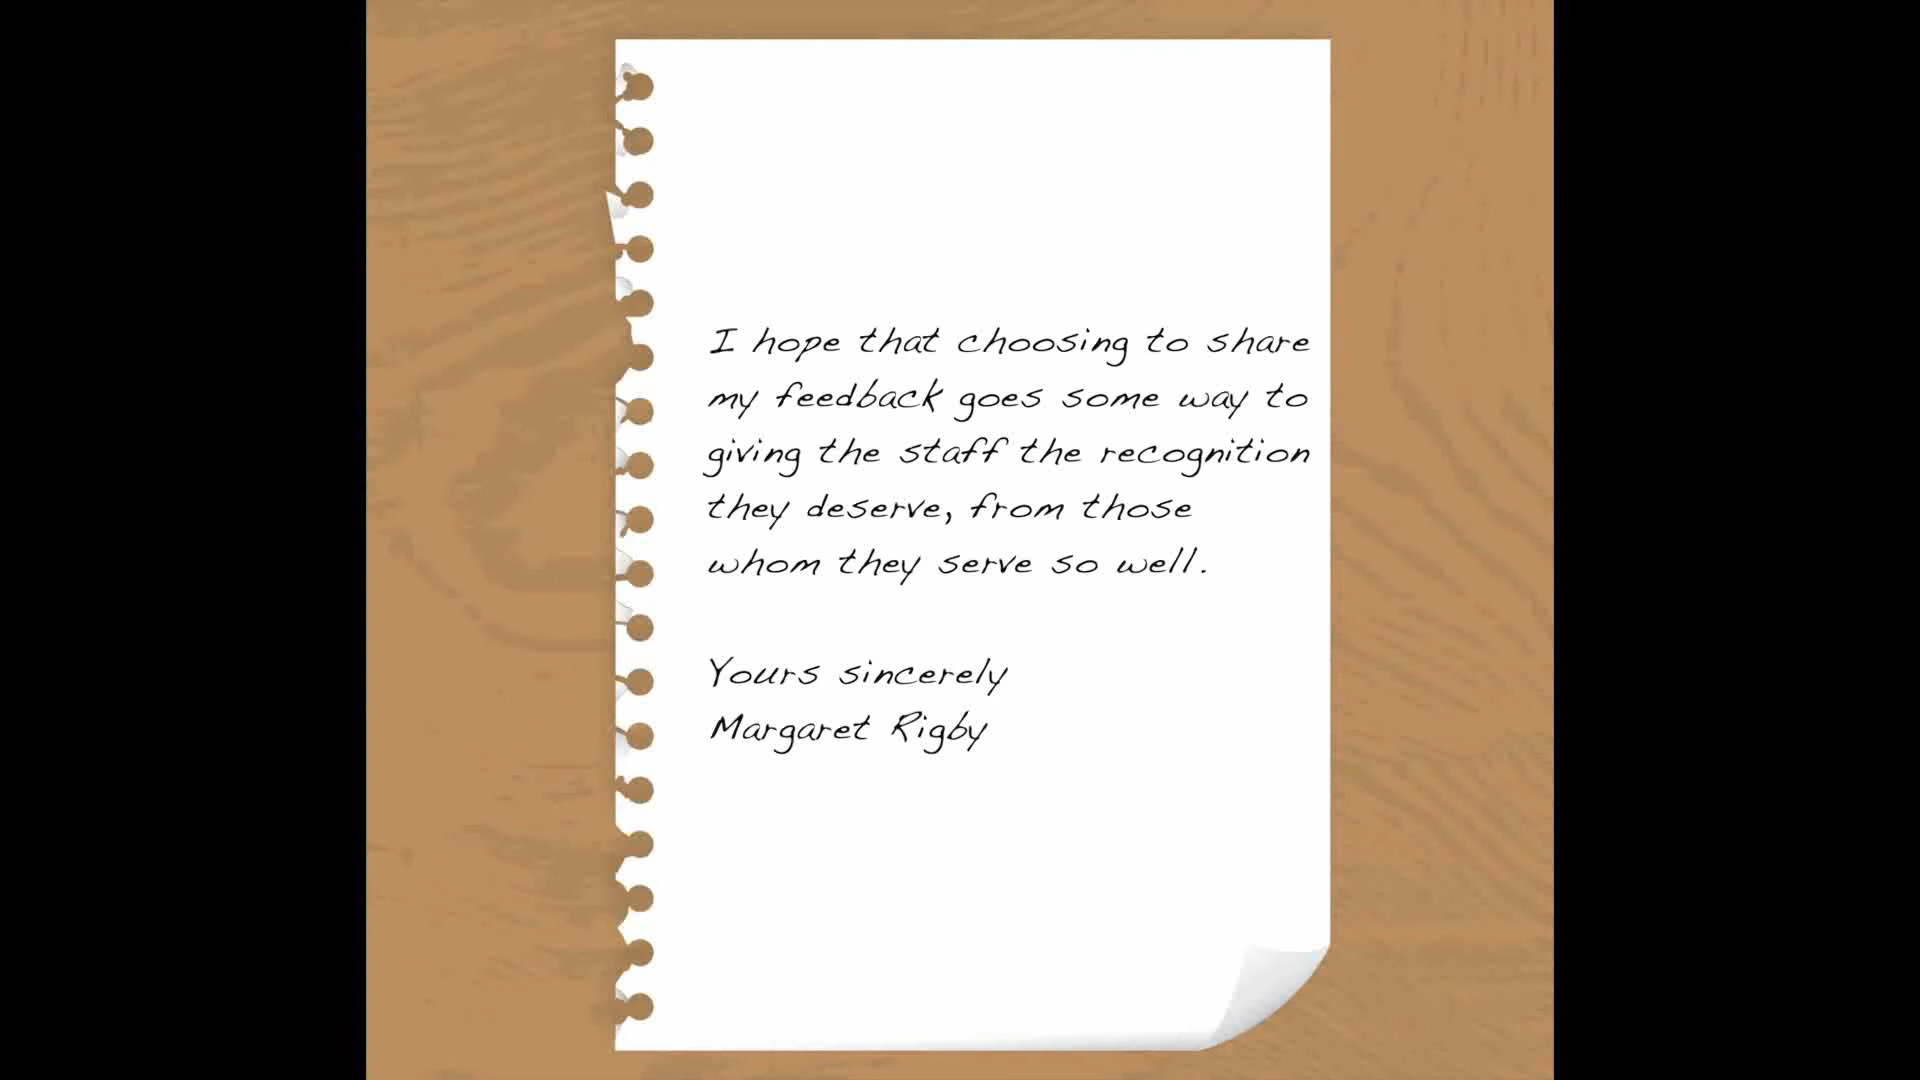 I hope that choosing to share
my feedback goes some way to
giving the staff the recognition
they deserve, from those
whom they serve so well.
Yours sincerely
Margaret Rigby